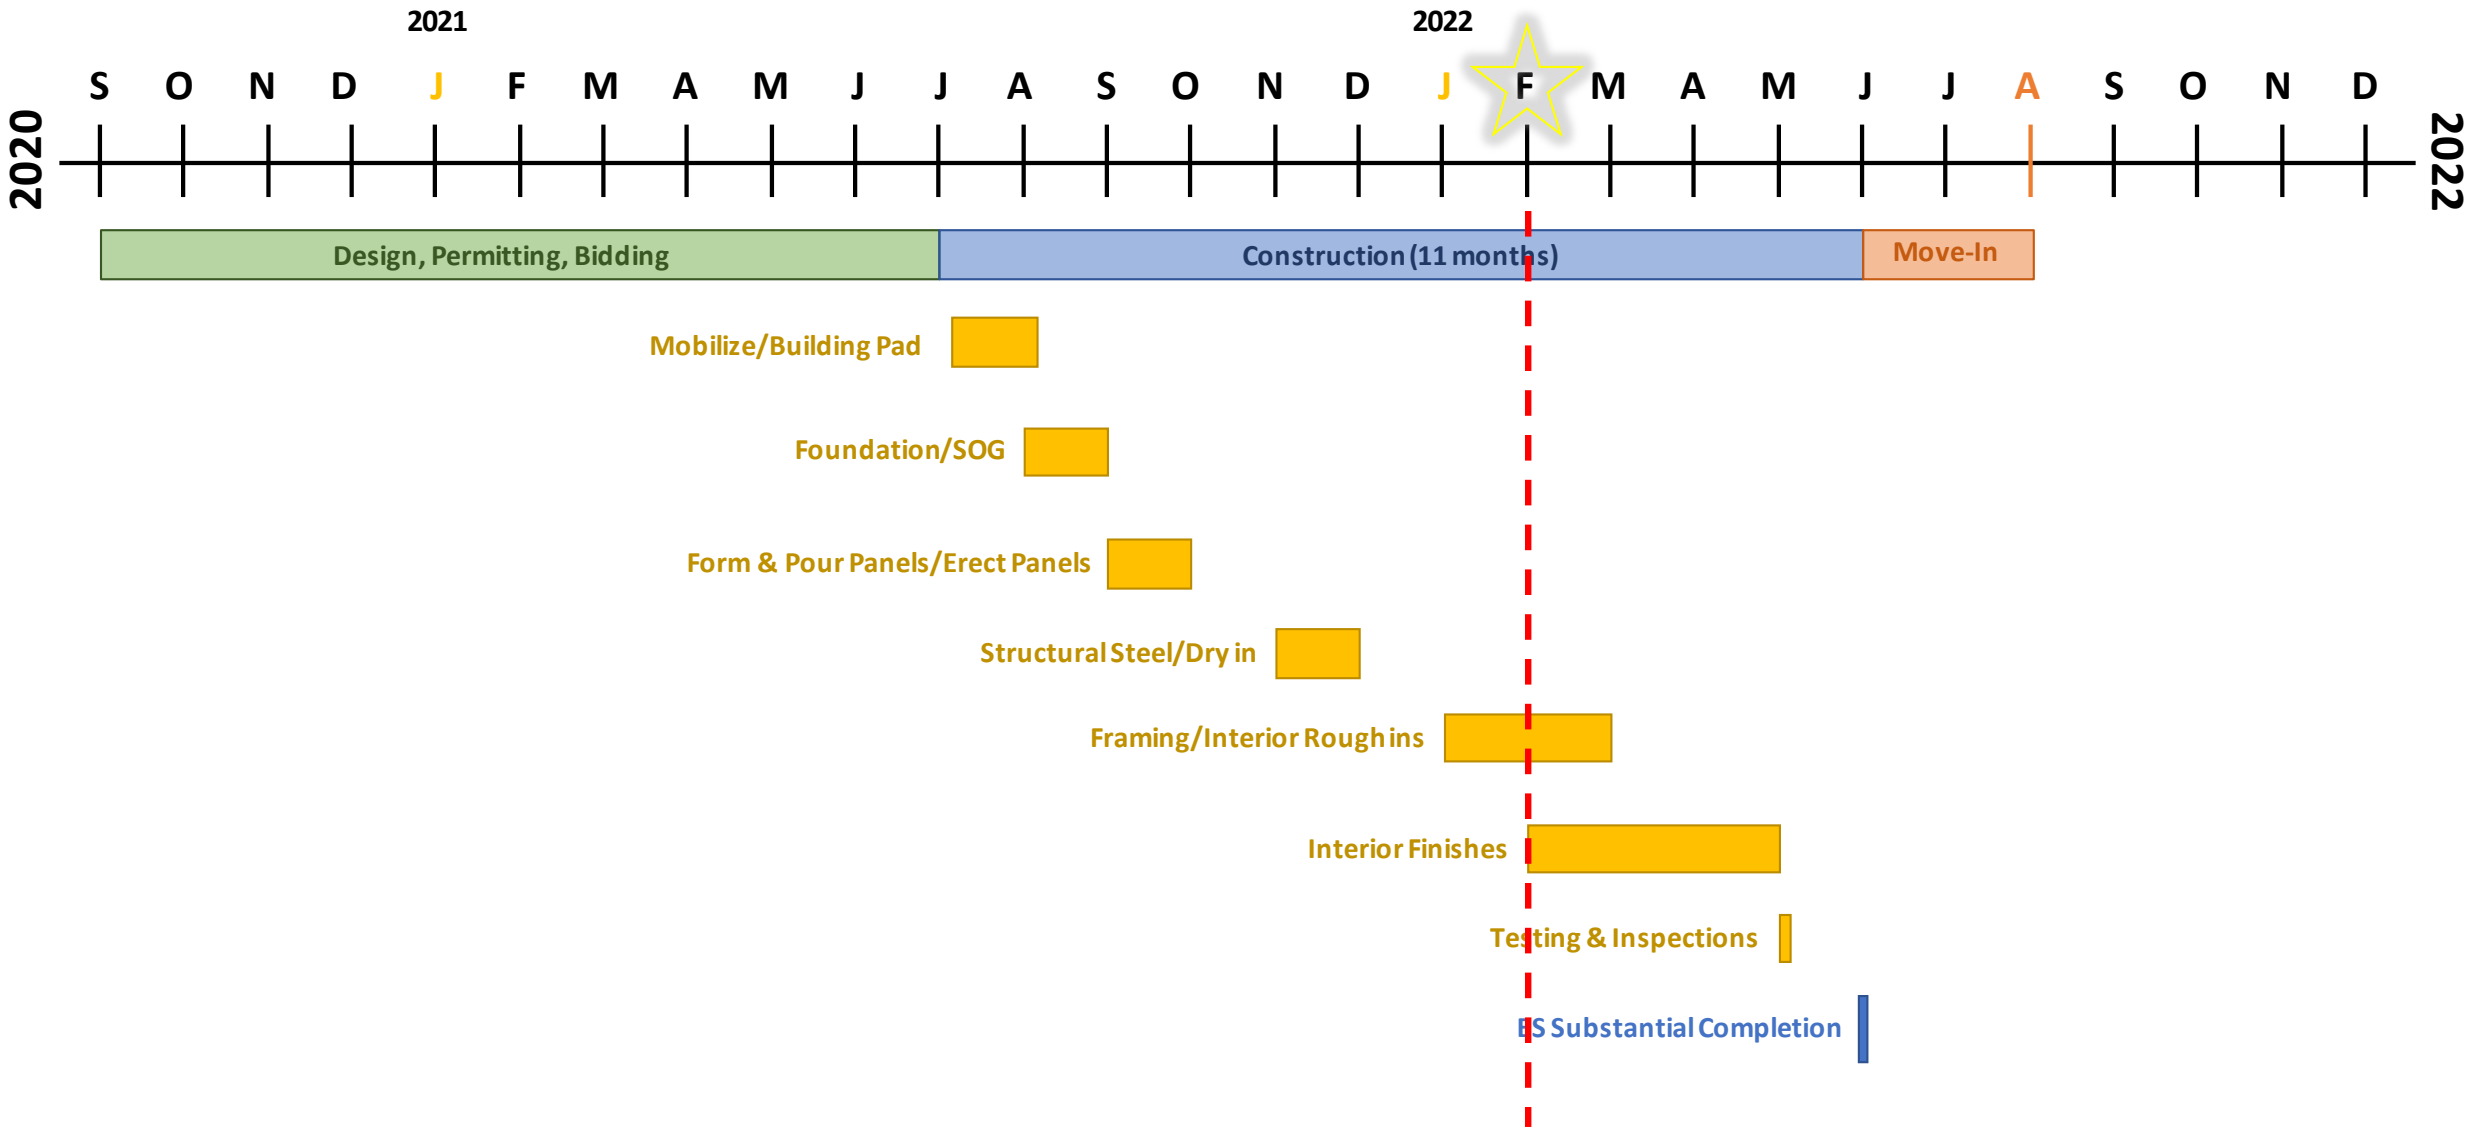 2021
2022
S O N D J F M A M J J A S O N D J F M A M J J A S O N D
2020
2022
Design, Permitting, Bidding
Construction (11 months)
Move-In
Mobilize/Building Pad
Foundation/SOG
Form & Pour Panels/Erect Panels
Structural Steel/Dry in
Framing/Interior Rough ins
Interior Finishes
Testing & Inspections
ES Substantial Completion